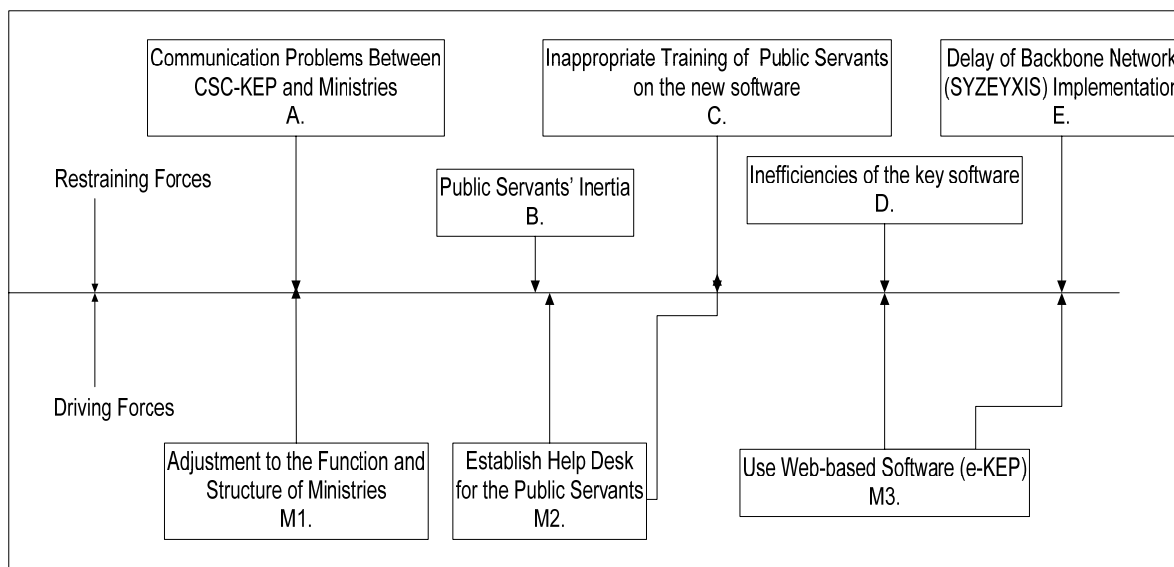 Communication Problems Between
CSC-KEP and Ministries
A.
Inappropriate Training of Public Servants
on the new software
C.
Delay of Backbone Network
(SYZEYXIS) Implementation
E.
Restraining Forces
Public Servants' Inertia
B.
Inefficiencies of the key software
D.
Driving Forces
Adjustment to the Function and
Structure of Ministries
M1.
Establish Help Desk
for the Public Servants
M2.
Use Web-based Software (e-KEP)
M3.